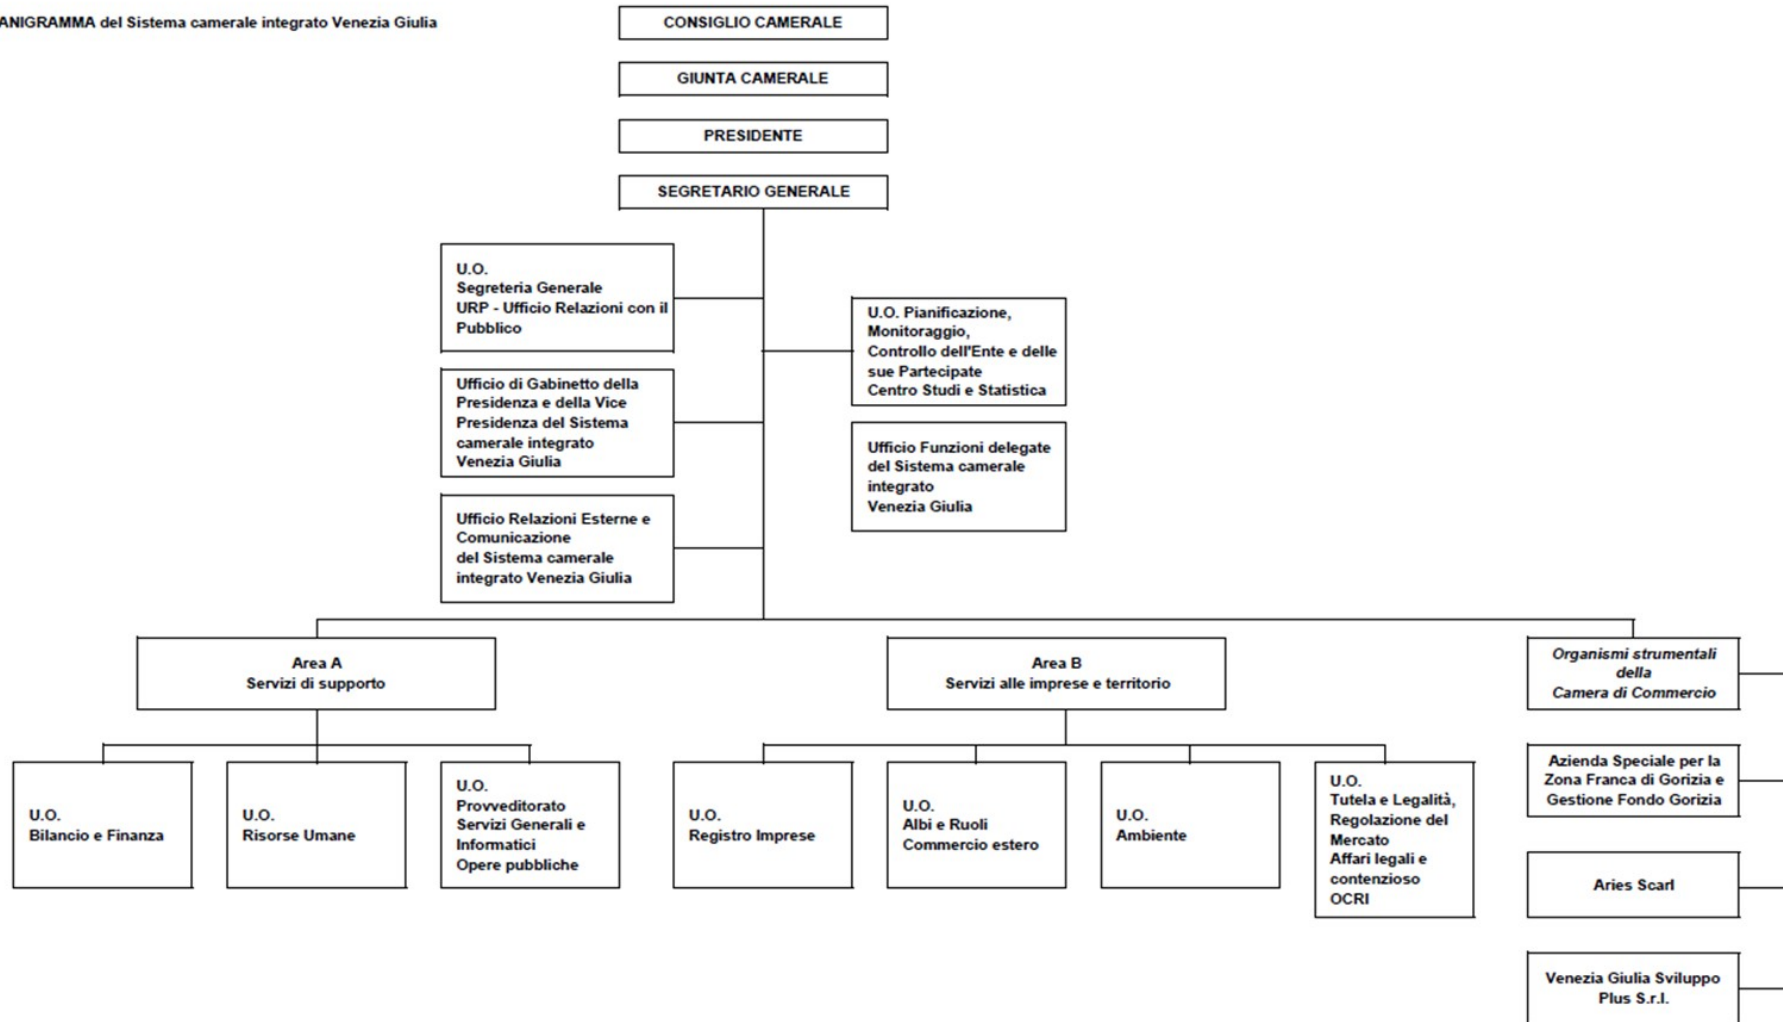 ANIGRAMMA del Sistema camerale integrato Venezia Giulia
CONSIGLIO CAMERALE
GIUNTA CAMERALE
PRESIDENTE
SEGRETARIO GENERALE
U.O.
Segreteria Generale
URP - Ufficio Relazioni con il
Pubblico
U.O. Pianificazione,
Monitoraggio,
Controllo dell'Ente e delle
sue Partecipate
Centro Studi e Statistica
Ufficio di Gabinetto della
Presidenza e della Vice
Presidenza del Sistema
camerale integrato
Venezia Giulia
Ufficio Funzioni delegate
del Sistema camerale
integrato
Venezia Giulia
Ufficio Relazioni Esterne e
Comunicazione
del Sistema camerale
integrato Venezia Giulia
Area A
Servizi di supporto
Area B
Servizi alle imprese e territorio
Organismi strumentali
della
Camera di Commercio
U.O.
Bilancio e Finanza
U.O.
Risorse Umane
U.O.
Provveditorato
Servizi Generali e
Informatici
Opere pubbliche
U.O.
Registro Imprese
U.O.
Albi e Ruoli
Commercio estero
U.O.
Ambiente
U.O.
Tutela e Legalità,
Regolazione del
Mercato
Affari legali e
contenzioso
OCRI
Azienda Speciale per la
Zona Franca di Gorizia e
Gestione Fondo Gorizia
Aries Scarl
Venezia Giulia Sviluppo
Plus S.r.l.